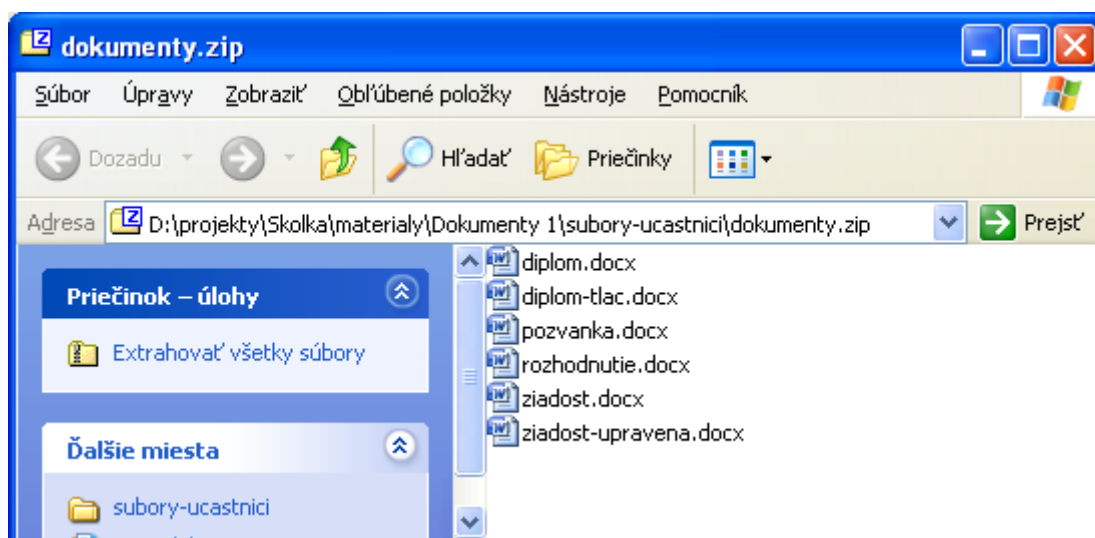 dokumenty.zip
Súbor Úpravy Zobraziť Obľúbené položky Nástroje Pomocník
Dozadu Hľadať Priečinky
Adresa D:\projekty\Skolka\materialy\Dokumenty 1\subory-ucastnici\dokumenty.zip Prejsť
Priečinok – úlohy
Extrahovať všetky súbory
Ďalšie miesta
subory-ucastnici
diplom.docx
diplom-tlac.docx
pozvanka.docx
rozhodnutie.docx
ziadost.docx
ziadost-upravena.docx